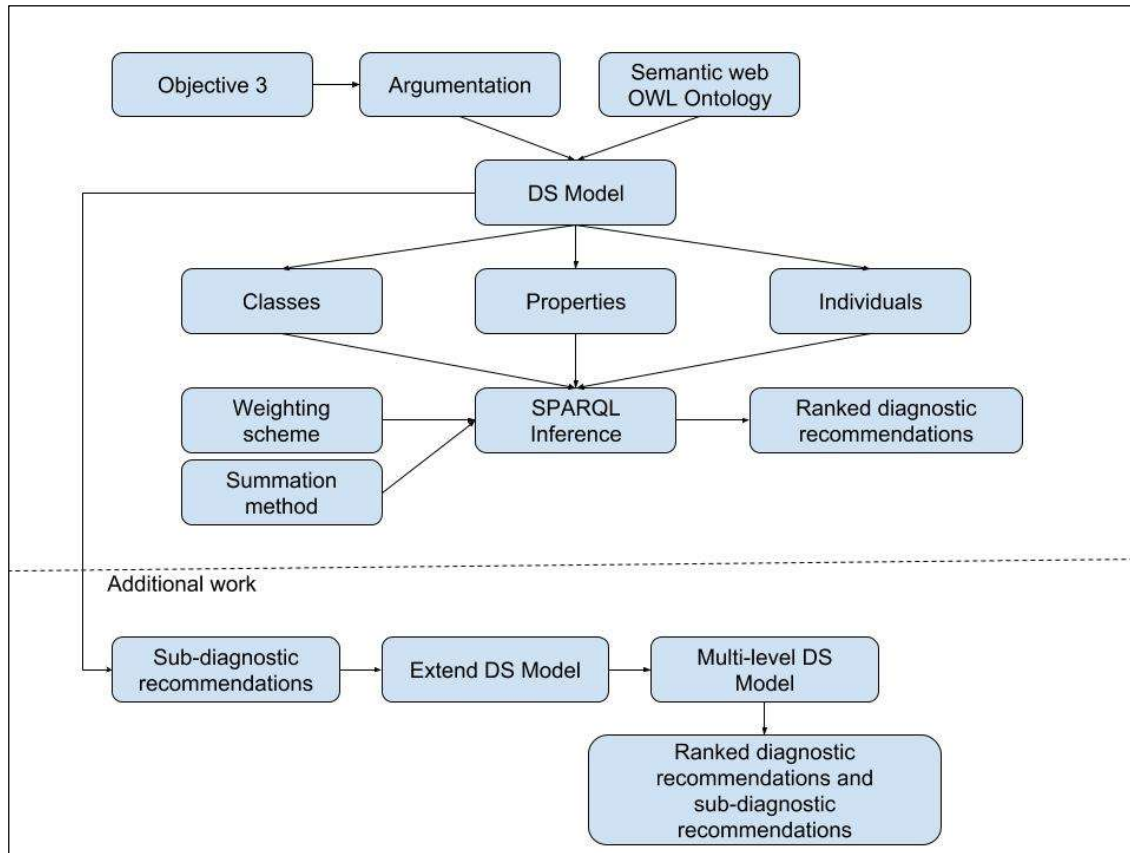 Objective 3
Argumentation
Semantic web
OWL Ontology
DS Model
Classes
Properties
Individuals
Weighting
scheme
SPARQL
Inference
Ranked diagnostic
recommendations
Summation
method
Additional work
Sub-diagnostic
recommendations
Extend DS Model
Multi-level DS
Model
Ranked diagnostic
recommendations and
sub-diagnostic
recommendations